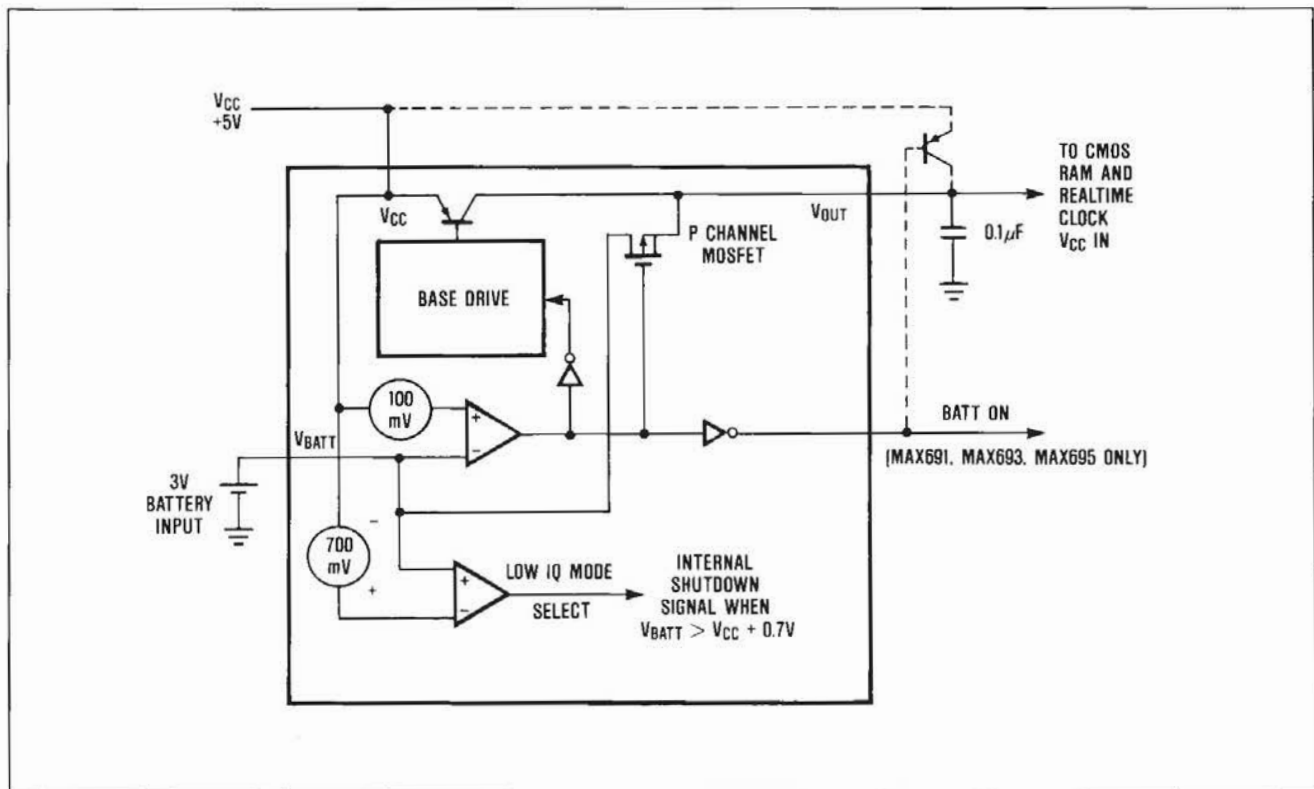 VCC
+5V
TO CMOS
RAM AND
REALTIME
CLOCK
VCC IN
VCC
VOUT
P CHANNEL
MOSFET
0.1µF
BASE DRIVE
100
mV
+
−
VBATT
BATT ON
(MAX691, MAX693, MAX695 ONLY)
3V
BATTERY
INPUT
−
700
mV
+
+
−
LOW IQ MODE
SELECT
INTERNAL
SHUTDOWN
SIGNAL WHEN
VBATT > VCC + 0.7V